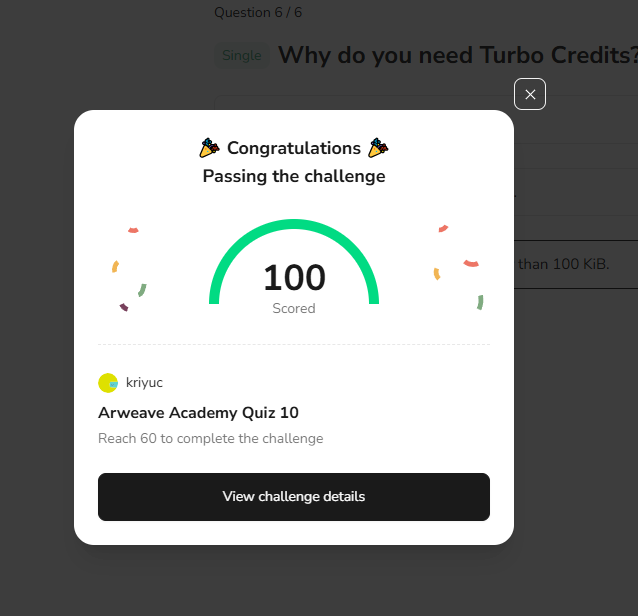 Question 6 / 6
Single
Why do you need Turbo Credits?
🎉 Congratulations 🎉
Passing the challenge
than 100 KiB.
100
Scored
kriyuc
Arweave Academy Quiz 10
Reach 60 to complete the challenge
View challenge details